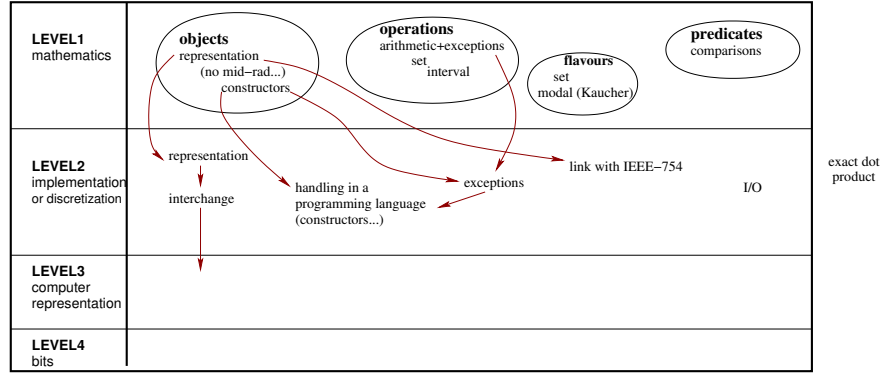 LEVEL1
mathematics
objects
representation
(no mid−rad...)
constructors
operations
arithmetic+exceptions
set
interval
flavours
set
modal (Kaucher)
predicates
comparisons
LEVEL2
implementation
or discretization
representation
interchange
handling in a
programming language
(constructors...)
exceptions
link with IEEE−754
I/O
exact dot
product
LEVEL3
computer
representation
LEVEL4
bits